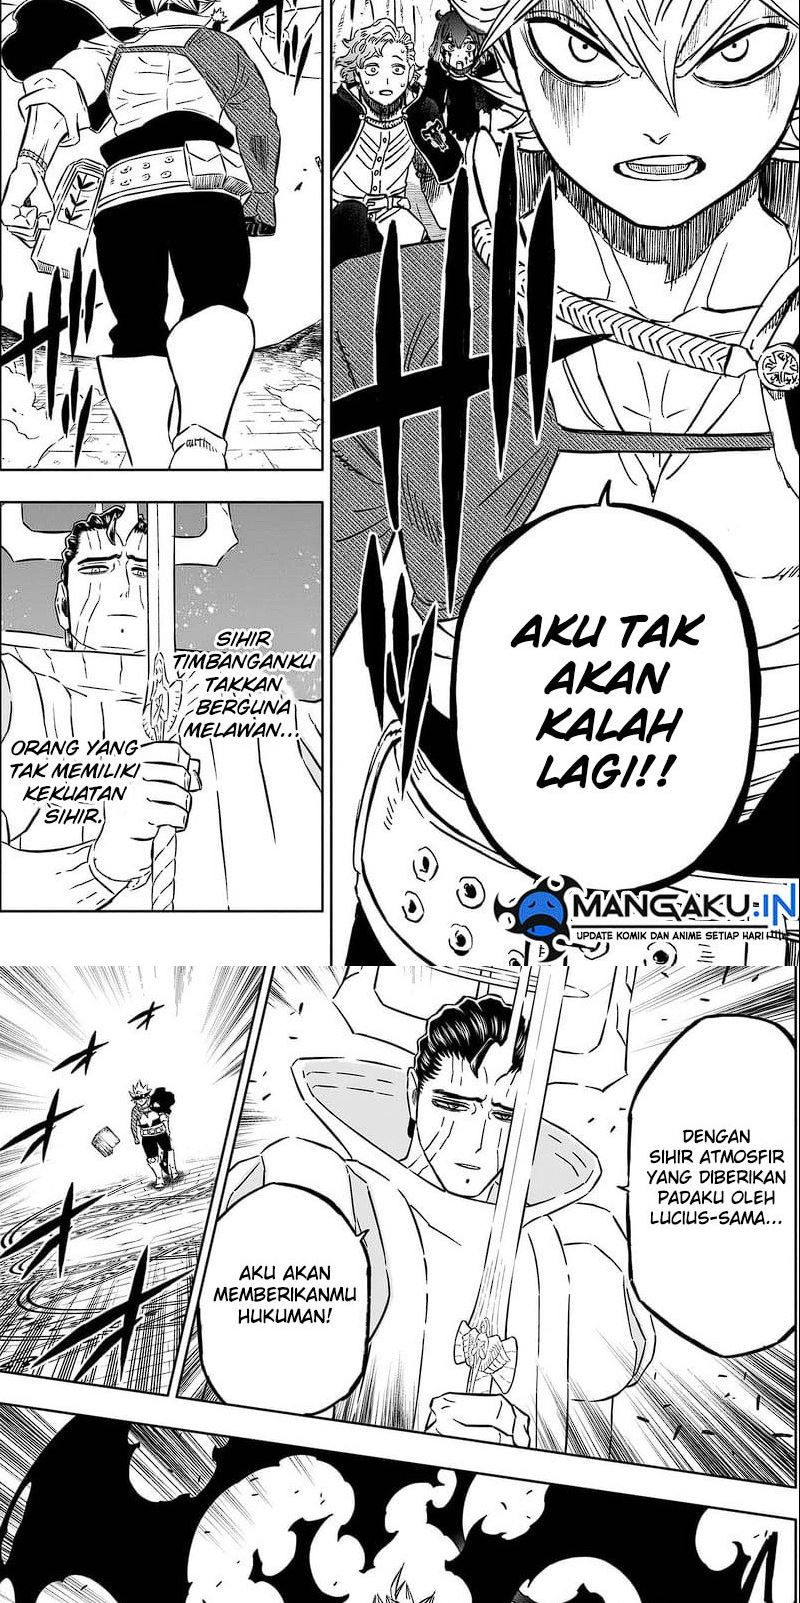 AKU TAK
AKAN
KALAH
LAGI!!
SIHIR
TIMBANGANKU
TAKKAN
BERGUNA
MELAWAN...
ORANG YANG
TAK MEMILIKI
KEKUATAN
SIHIR.
MANGAKU.IN
UPDATE KOMIK DAN ANIME SETIAP HARI !
DENGAN
SIHIR ATMOSFIR
YANG DIBERIKAN
PADAKU OLEH
LUCIUS-SAMA...
AKU AKAN
MEMBERIKANMU
HUKUMAN!